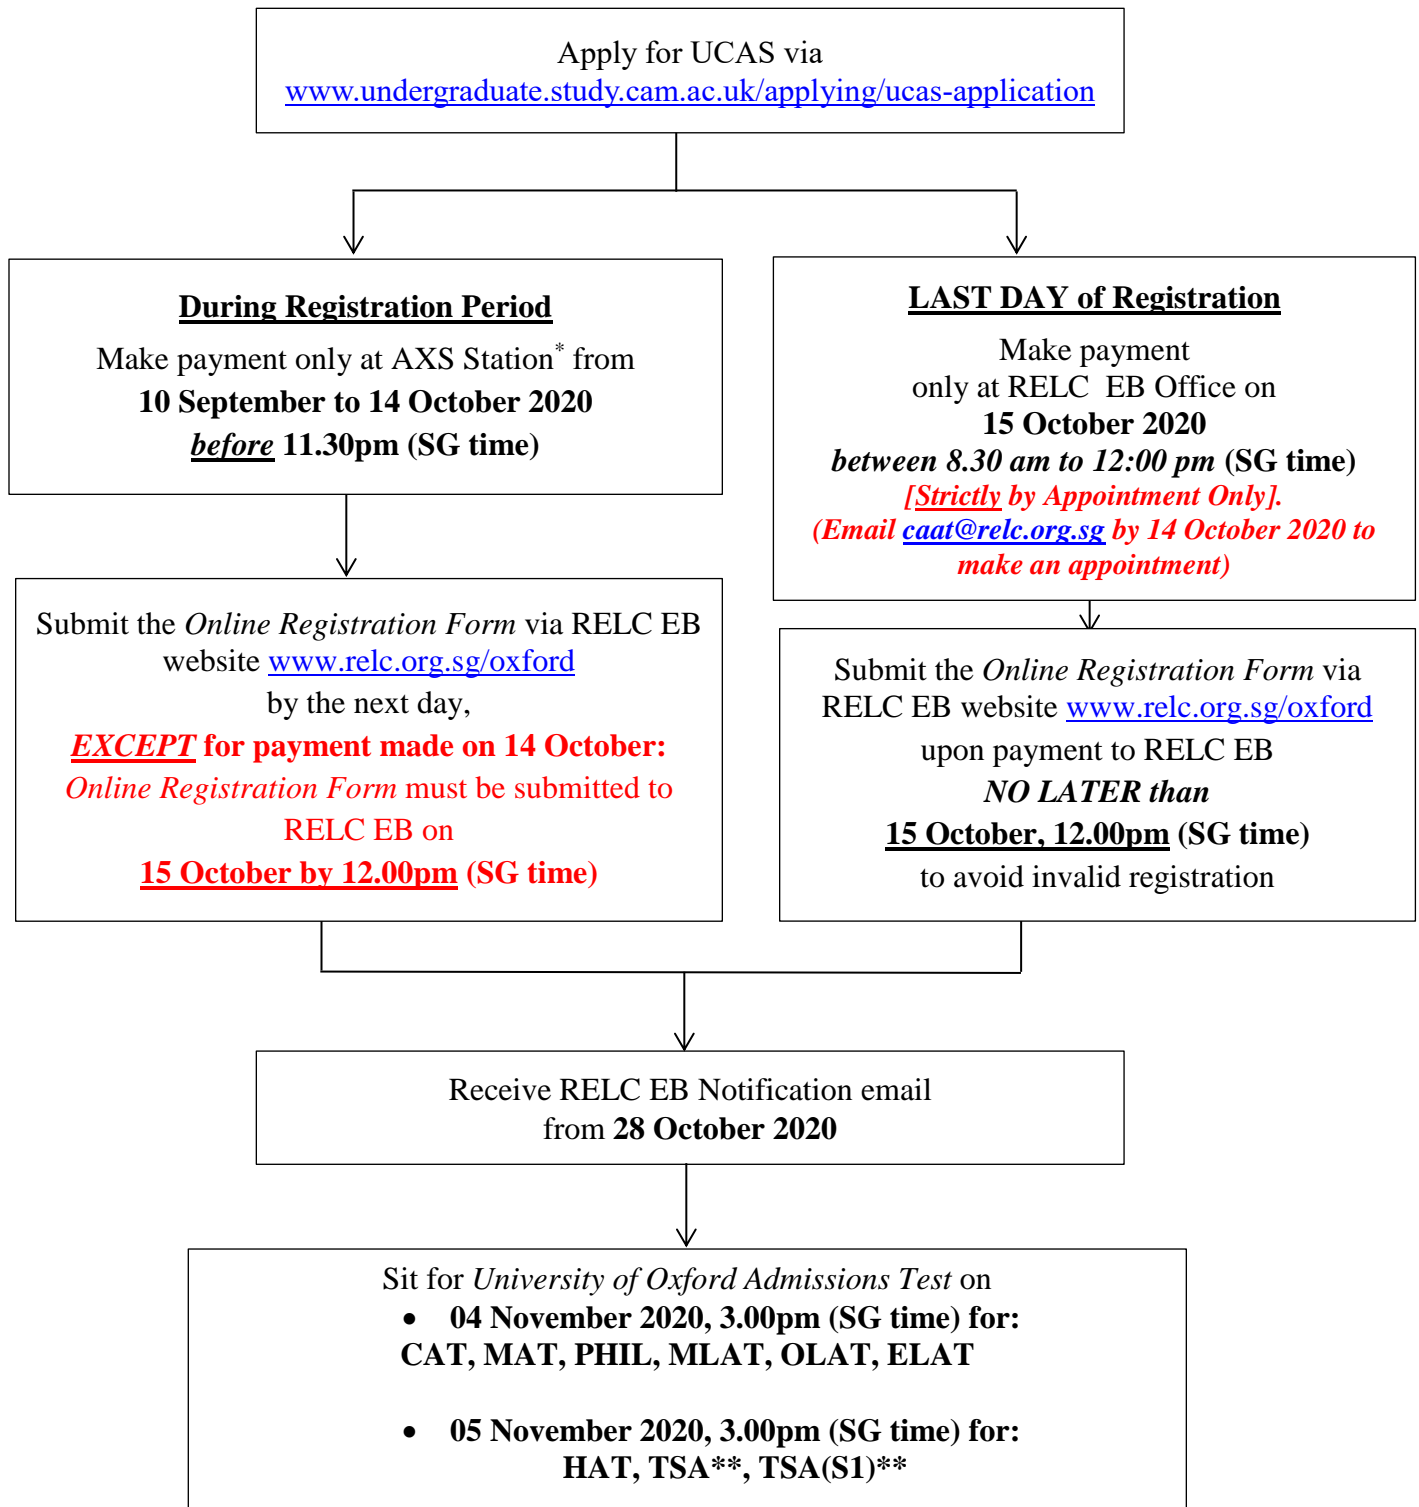 Apply for UCAS via
www.undergraduate.study.cam.ac.uk/applying/ucas-application
During Registration Period
Make payment only at AXS Station* from
10 September to 14 October 2020
before 11.30pm (SG time)
LAST DAY of Registration
Make payment
only at RELC EB Office on
15 October 2020
between 8.30 am to 12:00 pm (SG time)
[Strictly by Appointment Only].
(Email caat@relc.org.sg by 14 October 2020 to
make an appointment)
Submit the Online Registration Form via RELC EB
website www.relc.org.sg/oxford
by the next day,
EXCEPT for payment made on 14 October:
Online Registration Form must be submitted to
RELC EB on
15 October by 12.00pm (SG time)
Submit the Online Registration Form via
RELC EB website www.relc.org.sg/oxford
upon payment to RELC EB
NO LATER than
15 October, 12.00pm (SG time)
to avoid invalid registration
Receive RELC EB Notification email
from 28 October 2020
Sit for University of Oxford Admissions Test on
• 04 November 2020, 3.00pm (SG time) for:
CAT, MAT, PHIL, MLAT, OLAT, ELAT
• 05 November 2020, 3.00pm (SG time) for:
HAT, TSA**, TSA(S1)**